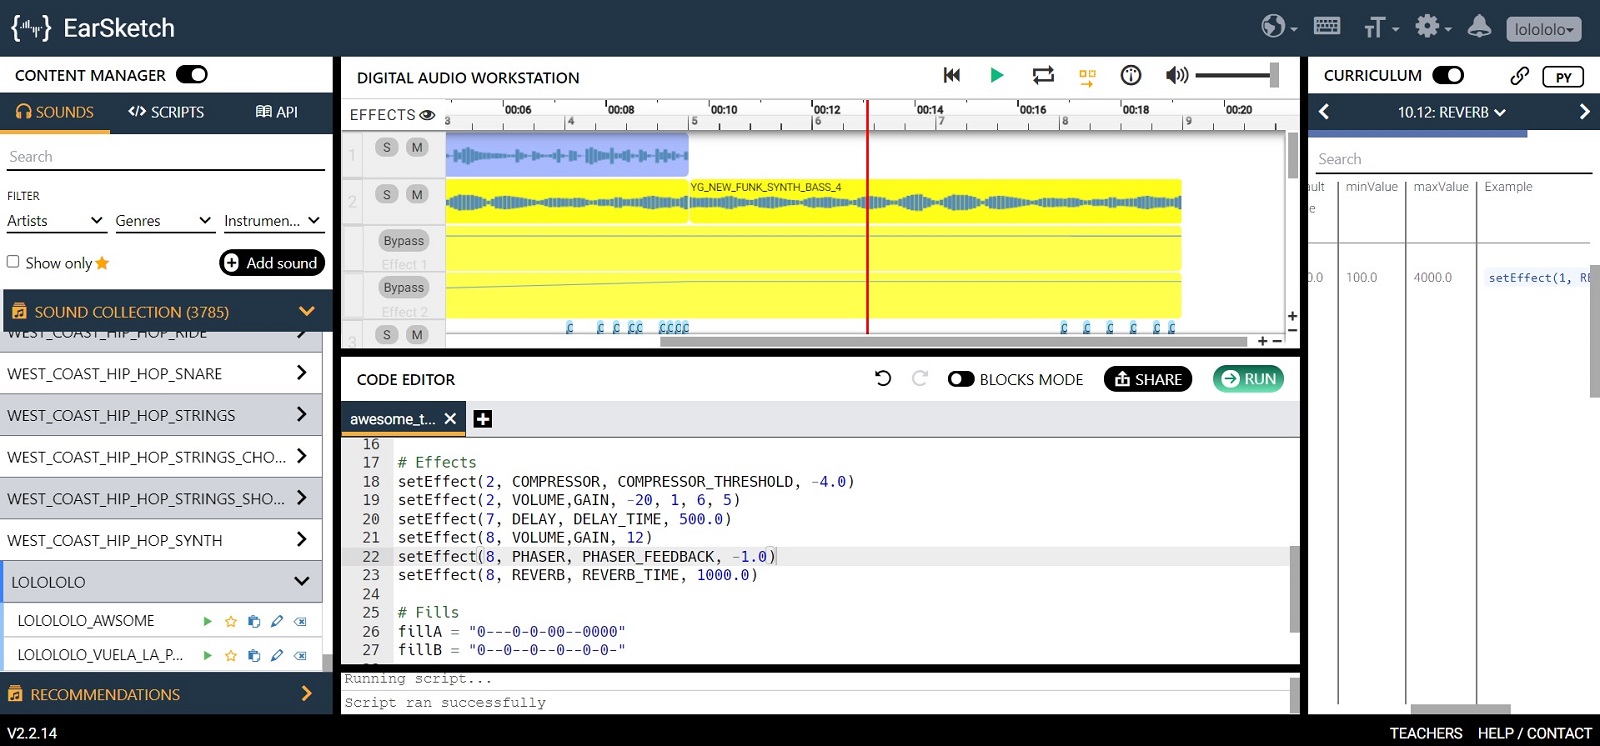 EarSketch
lolololo
CONTENT MANAGER
SOUNDS
</> SCRIPTS
API
Search
FILTER
Artists
Genres
Instrumen...
Show only
Add sound
SOUND COLLECTION (3785)
WEST_COAST_HIP_HOP_RIDE
WEST_COAST_HIP_HOP_SNARE
WEST_COAST_HIP_HOP_STRINGS
WEST_COAST_HIP_HOP_STRINGS_CHO...
WEST_COAST_HIP_HOP_STRINGS_SHO...
WEST_COAST_HIP_HOP_SYNTH
LOLOLOLO
LOLOLOLO_AWSOME
LOLOLOLO_VUELA_LA_P...
RECOMMENDATIONS
V2.2.14
DIGITAL AUDIO WORKSTATION
EFFECTS
00:06 00:08 00:10 00:12 00:14 00:16 00:18 00:20
3 4 5 6 7 8 9
1 S M
2 S M
YG_NEW_FUNK_SYNTH_BASS_4
Bypass
Effect 1
Bypass
Effect 2
3 S M
C C C C C C C C C C C C C C
CODE EDITOR
BLOCKS MODE
SHARE
RUN
awesome_t...
16
17 # Effects
18 setEffect(2, COMPRESSOR, COMPRESSOR_THRESHOLD, -4.0)
19 setEffect(2, VOLUME,GAIN, -20, 1, 6, 5)
20 setEffect(7, DELAY, DELAY_TIME, 500.0)
21 setEffect(8, VOLUME,GAIN, 12)
22 setEffect(8, PHASER, PHASER_FEEDBACK, -1.0)
23 setEffect(8, REVERB, REVERB_TIME, 1000.0)
24
25 # Fills
26 fillA = "0---0-0-00--0000"
27 fillB = "0--0--0--0--0-0-"
Running script...
Script ran successfully
CURRICULUM
PY
10.12: REVERB
Search
ault minValue maxValue Example
e
0.0 100.0 4000.0 setEffect(1, RE
TEACHERS
HELP / CONTACT